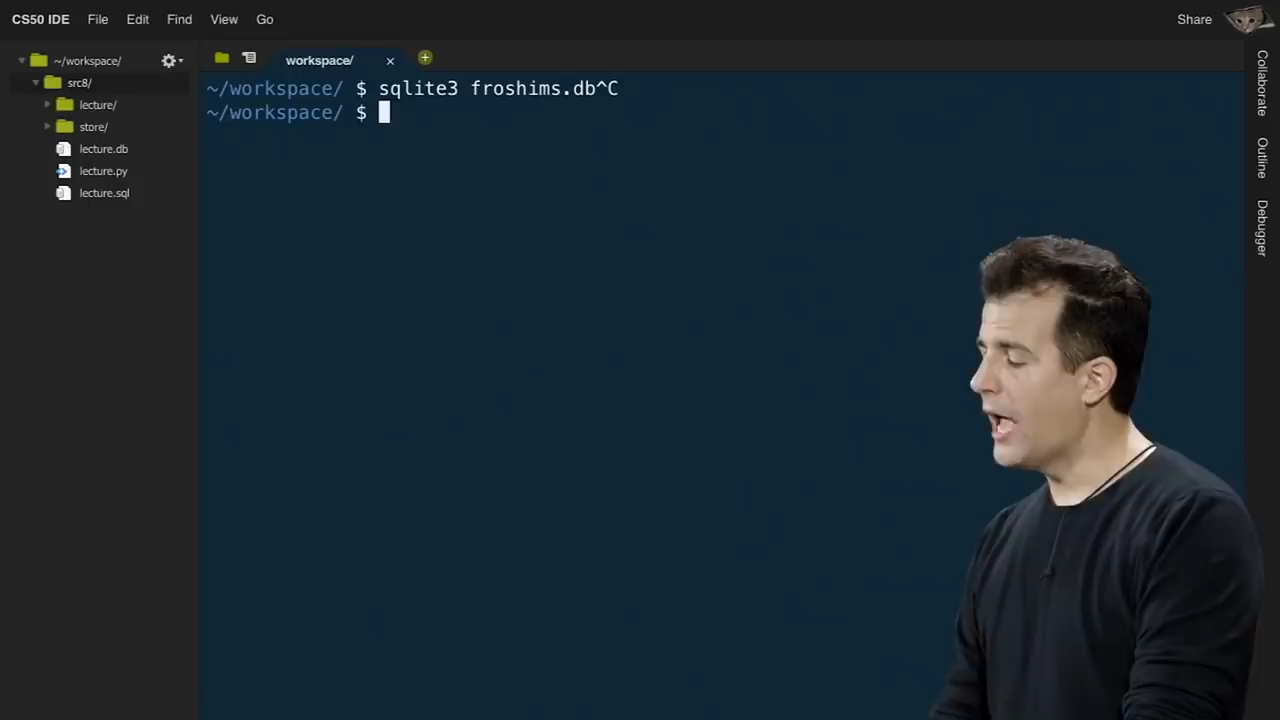 CS50 IDE File Edit Find View Go Share
~/workspace/
src8/
lecture/
store/
lecture.db
lecture.py
lecture.sql
workspace/
~/workspace/ $ sqlite3 froshims.db^C
~/workspace/ $
Collaborate
Outline
Debugger